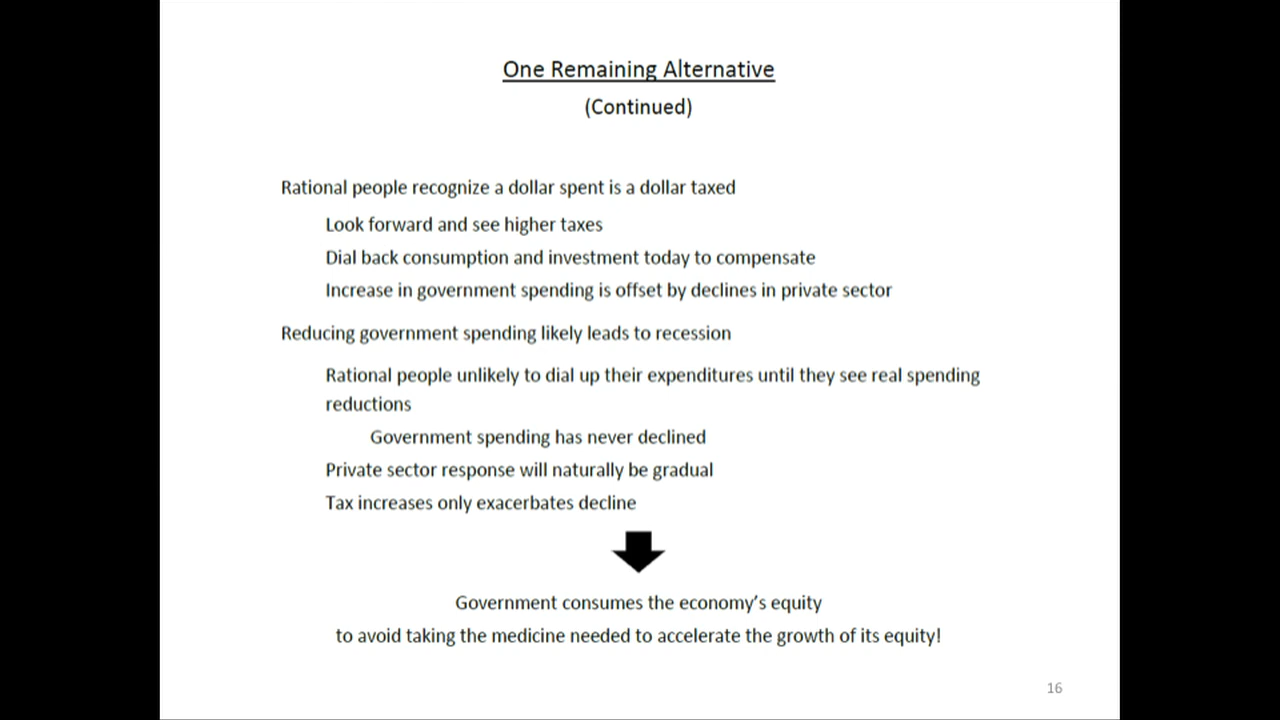 One Remaining Alternative
(Continued)
Rational people recognize a dollar spent is a dollar taxed
Look forward and see higher taxes
Dial back consumption and investment today to compensate
Increase in government spending is offset by declines in private sector
Reducing government spending likely leads to recession
Rational people unlikely to dial up their expenditures until they see real spending
reductions
Government spending has never declined
Private sector response will naturally be gradual
Tax increases only exacerbates decline
Government consumes the economy’s equity
to avoid taking the medicine needed to accelerate the growth of its equity!
16